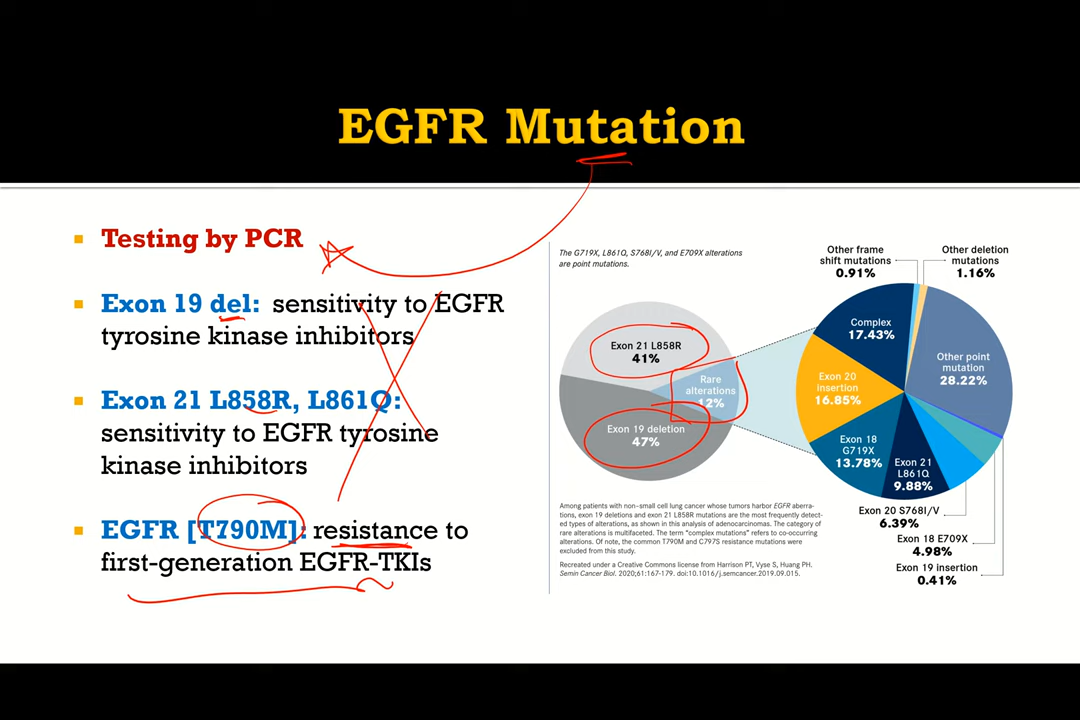 EGFR Mutation
Testing by PCR
Exon 19 del: sensitivity to EGFR
tyrosine kinase inhibitors
Exon 21 L858R, L861Q:
sensitivity to EGFR tyrosine
kinase inhibitors
EGFR [T790M]: resistance to
first-generation EGFR-TKIs
The G719X, L861Q, S768I/V, and E709X alterations
are point mutations.
Exon 21 L858R
41%
Rare
alterations
12%
Exon 19 deletion
47%
Other frame
shift mutations
0.91%
Other deletion
mutations
1.16%
Complex
17.43%
Other point
mutation
28.22%
Exon 20
insertion
16.85%
Exon 18
G719X
13.78%
Exon 21
L861Q
9.88%
Exon 20 S768I/V
6.39%
Exon 18 E709X
4.98%
Exon 19 insertion
0.41%
Among patients with non–small cell lung cancer whose tumors harbor EGFR aberra-
tions, exon 19 deletions and exon 21 L858R mutations are the most frequently detect-
ed types of alterations, as shown in this analysis of adenocarcinomas. The category of
rare alterations is multifaceted. The term "complex mutations" refers to co-occurring
alterations. Of note, the common T790M and C797S resistance mutations were
excluded from this study.
Recreated under a Creative Commons license from Harrison PT, Vyse S, Huang PH.
Semin Cancer Biol. 2020;61:167-179. doi:10.1016/j.semcancer.2019.09.015.